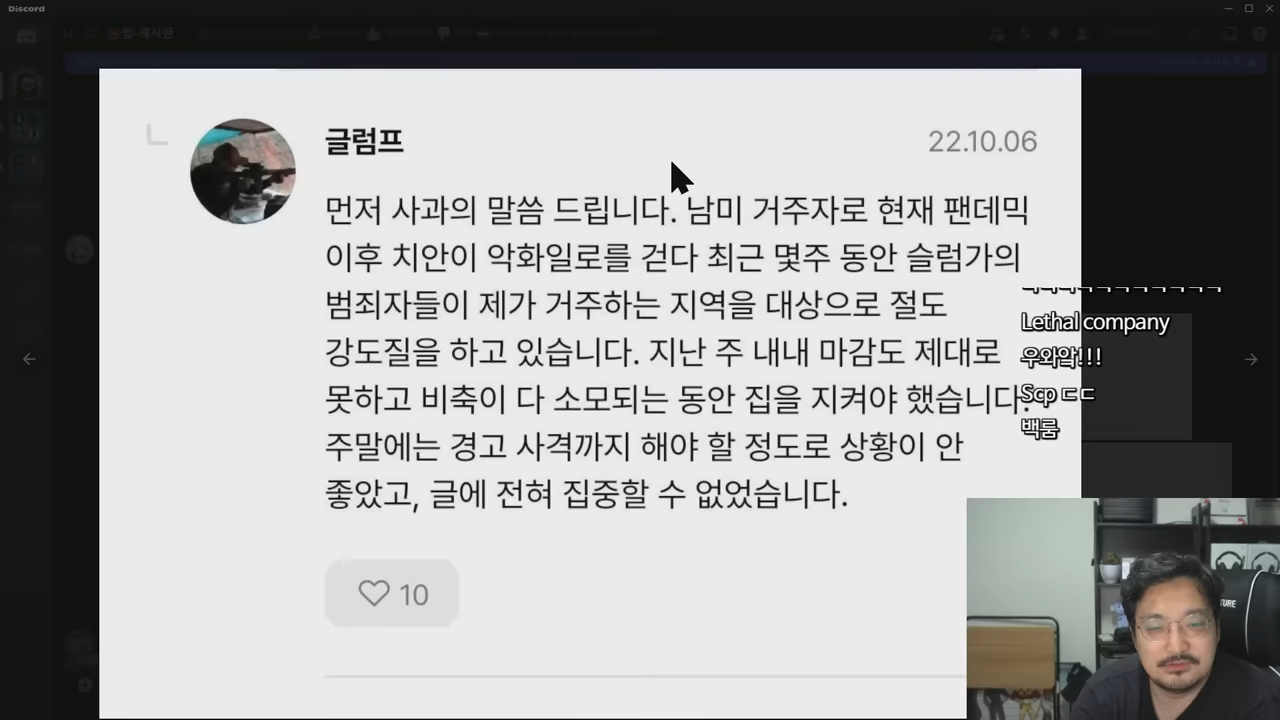 Discord
글럼프
22.10.06
먼저 사과의 말씀 드립니다. 남미 거주자로 현재 팬데믹
이후 치안이 악화일로를 걷다 최근 몇주 동안 슬럼가의
범죄자들이 제가 거주하는 지역을 대상으로 절도
강도질을 하고 있습니다. 지난 주 내내 마감도 제대로
못하고 비축이 다 소모되는 동안 집을 지켜야 했습니다.
주말에는 경고 사격까지 해야 할 정도로 상황이 안
좋았고, 글에 전혀 집중할 수 없었습니다.
10
Lethal company
우와왑!!!
Scp ㄷㄷ
백룸